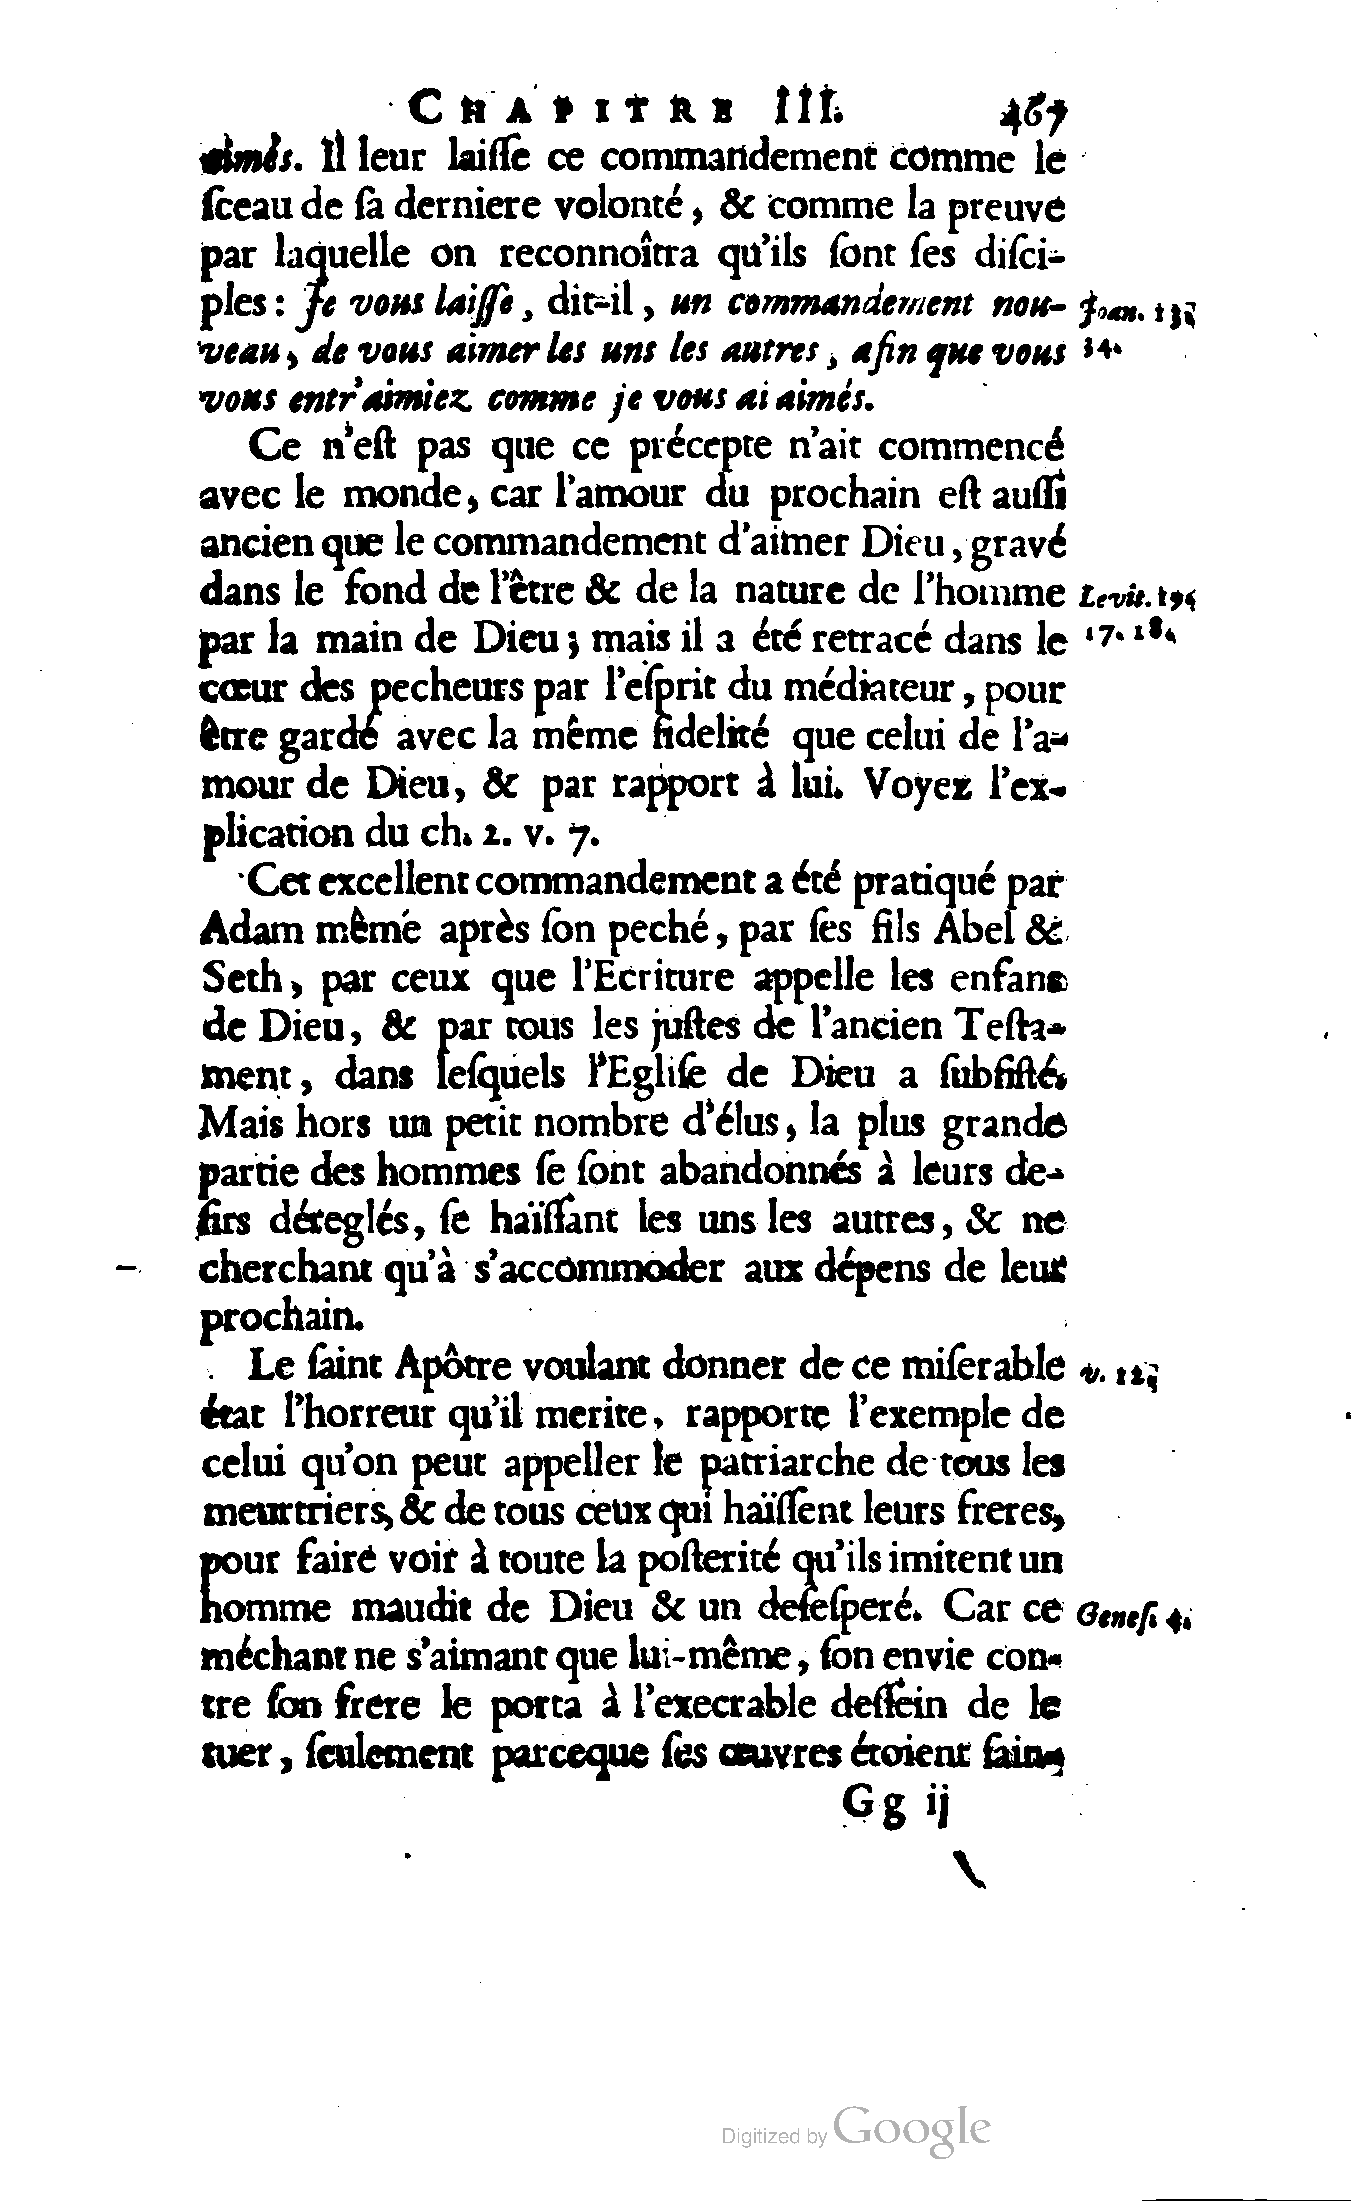 CHAPITRE III. 467
aimés. Il leur laiſſe ce commandement comme le
ſceau de ſa derniere volonté, & comme la preuve
par laquelle on reconnoîtra qu'ils ſont ſes diſci-
ples : Je vous laiſſe, dit-il, un commandement nou- Joan. 13.
veau, de vous aimer les uns les autres, afin que vous 34.
vous entr'aimiez comme je vous ai aimés.
Ce n'eſt pas que ce précepte n'ait commencé
avec le monde, car l'amour du prochain eſt auſſi
ancien que le commandement d'aimer Dieu, gravé
dans le fond de l'être & de la nature de l'homme Levit. 19.
par la main de Dieu ; mais il a été retracé dans le 17. 18.
cœur des pecheurs par l'eſprit du médiateur, pour
être gardé avec la même fidelité que celui de l'a-
mour de Dieu, & par rapport à lui. Voyez l'ex-
plication du ch. 2. v. 7.
Cet excellent commandement a été pratiqué par
Adam même après ſon peché, par ſes fils Abel &
Seth, par ceux que l'Ecriture appelle les enfans
de Dieu, & par tous les juſtes de l'ancien Teſta-
ment, dans leſquels l'Egliſe de Dieu a ſubſiſté.
Mais hors un petit nombre d'élus, la plus grande
partie des hommes ſe ſont abandonnés à leurs de-
ſirs déreglés, ſe haïſſant les uns les autres, & ne
cherchant qu'à s'accommoder aux dépens de leur
prochain.
Le ſaint Apôtre voulant donner de ce miſerable v. 12.
état l'horreur qu'il merite, rapporte l'exemple de
celui qu'on peut appeller le patriarche de tous les
meurtriers, & de tous ceux qui haïſſent leurs freres,
pour faire voir à toute la poſterité qu'ils imitent un
homme maudit de Dieu & un deſeſperé. Car ce Geneſ. 4.
méchant ne s'aimant que lui-même, ſon envie con-
tre ſon frere le porta à l'execrable deſſein de le
tuer, ſeulement parceque ſes œuvres étoient ſain-
Gg ij
Digitized by Google